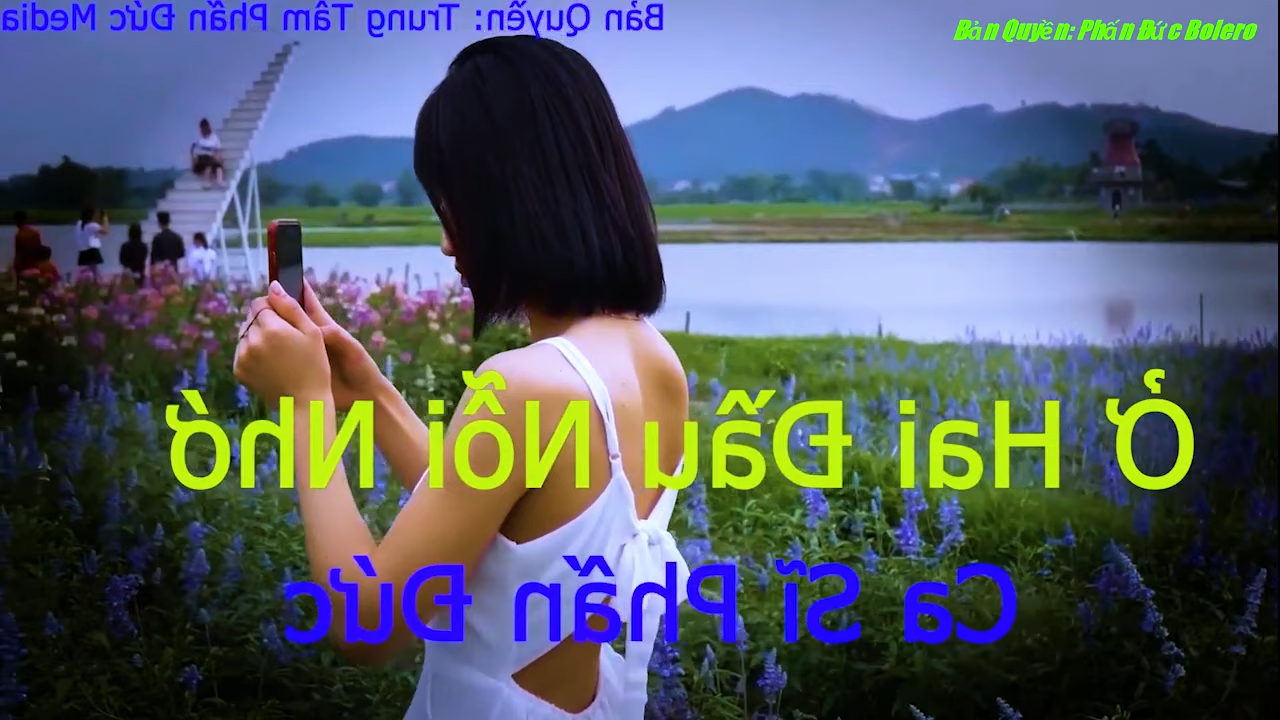 Bản Quyền: Trung Tâm Phấn Đức Media
Bản Quyền: Phấn Đức Bolero
Ở Hai Đầu Nỗi Nhớ
Ca Sĩ Phấn Đức